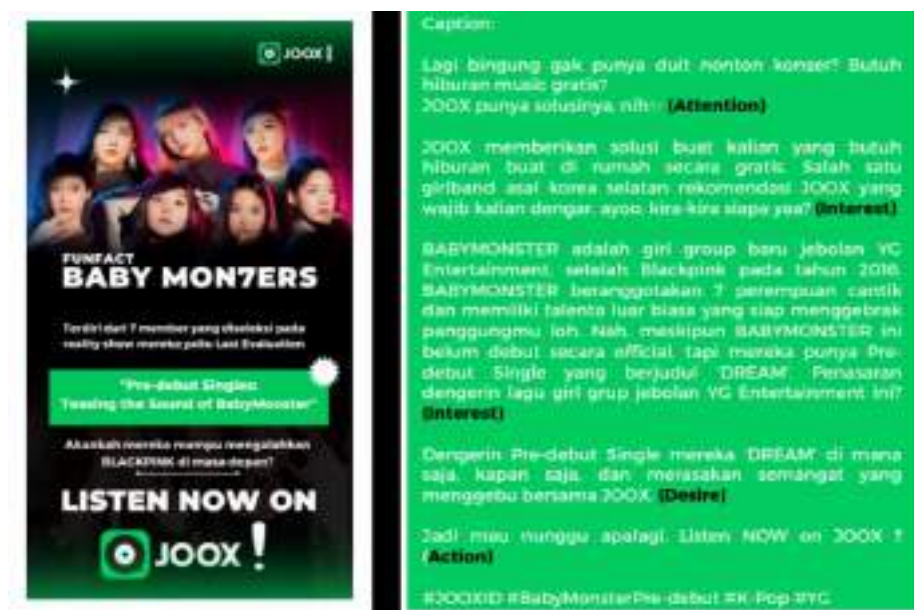 JOOX
FUNFACT
BABY MON7ERS
Terdiri dari 7 member yang diseleksi pada
reality show mereka yaitu Last Evaluation
"Pre-debut Singles:
Teasing the Sound of BabyMonster"
Akankah mereka mampu mengalahkan
BLACKPINK di masa depan?
LISTEN NOW ON
JOOX !
Caption:
Lagi bingung gak punya duit nonton konser? Butuh
hiburan music gratis?
JOOX punya solusinya, nih (Attention)
JOOX memberikan solusi buat kalian yang butuh
hiburan buat di rumah secara gratis. Salah satu
girlband asal korea selatan rekomendasi JOOX yang
wajib kalian dengar, ayoo, kira-kira siapa yaa? (Interest)
BABYMONSTER adalah girl group baru jebolan YG
Entertainment, setelah Blackpink pada tahun 2016.
BABYMONSTER beranggotakan 7 perempuan cantik
dan memiliki talenta luar biasa yang siap menggebrak
panggungmu loh. Nah, meskipun BABYMONSTER ini
belum debut secara official, tapi mereka punya Pre-
debut Single yang berjudul 'DREAM'. Penasaran
dengerin lagu girl grup jebolan YG Entertainment ini?
(Interest)
Dengerin Pre-debut Single mereka 'DREAM' di mana
saja, kapan saja, dan merasakan semangat yang
menggebu bersama JOOX (Desire)
Jadi mau nunggu apalagi. Listen NOW on JOOX !
(Action)
#JOOXID #BabyMonsterPre-debut #K-Pop #YG